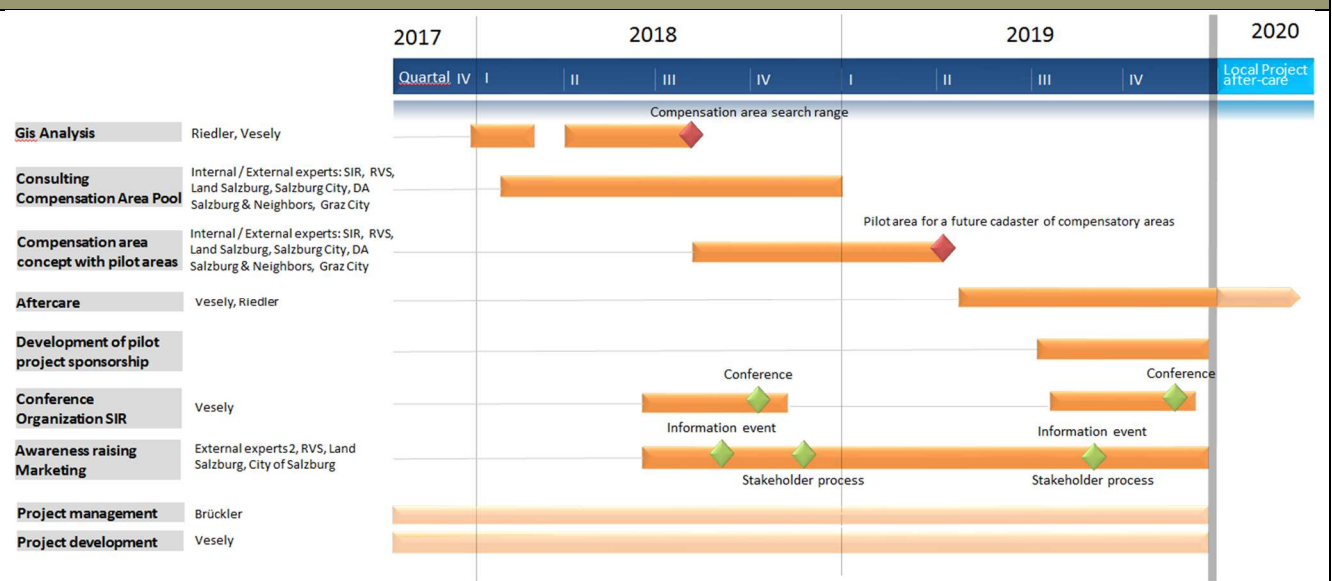 2017 2018 2019 2020
Quartal IV I II III IV I II III IV Local Project
after-care
Compensation area search range
Gis Analysis Riedler, Vesely
Consulting
Compensation Area Pool
Internal / External experts: SIR, RVS,
Land Salzburg, Salzburg City, DA
Salzburg & Neighbors, Graz City
Pilot area for a future cadaster of compensatory areas
Compensation area
concept with pilot areas
Internal / External experts: SIR, RVS,
Land Salzburg, Salzburg City, DA
Salzburg & Neighbors, Graz City
Aftercare Vesely, Riedler
Development of pilot
project sponsorship
Conference Conference
Conference
Organization SIR
Vesely
Information event Information event
Awareness raising
Marketing
External experts2, RVS, Land
Salzburg, City of Salzburg
Stakeholder process Stakeholder process
Project management Brückler
Project development Vesely